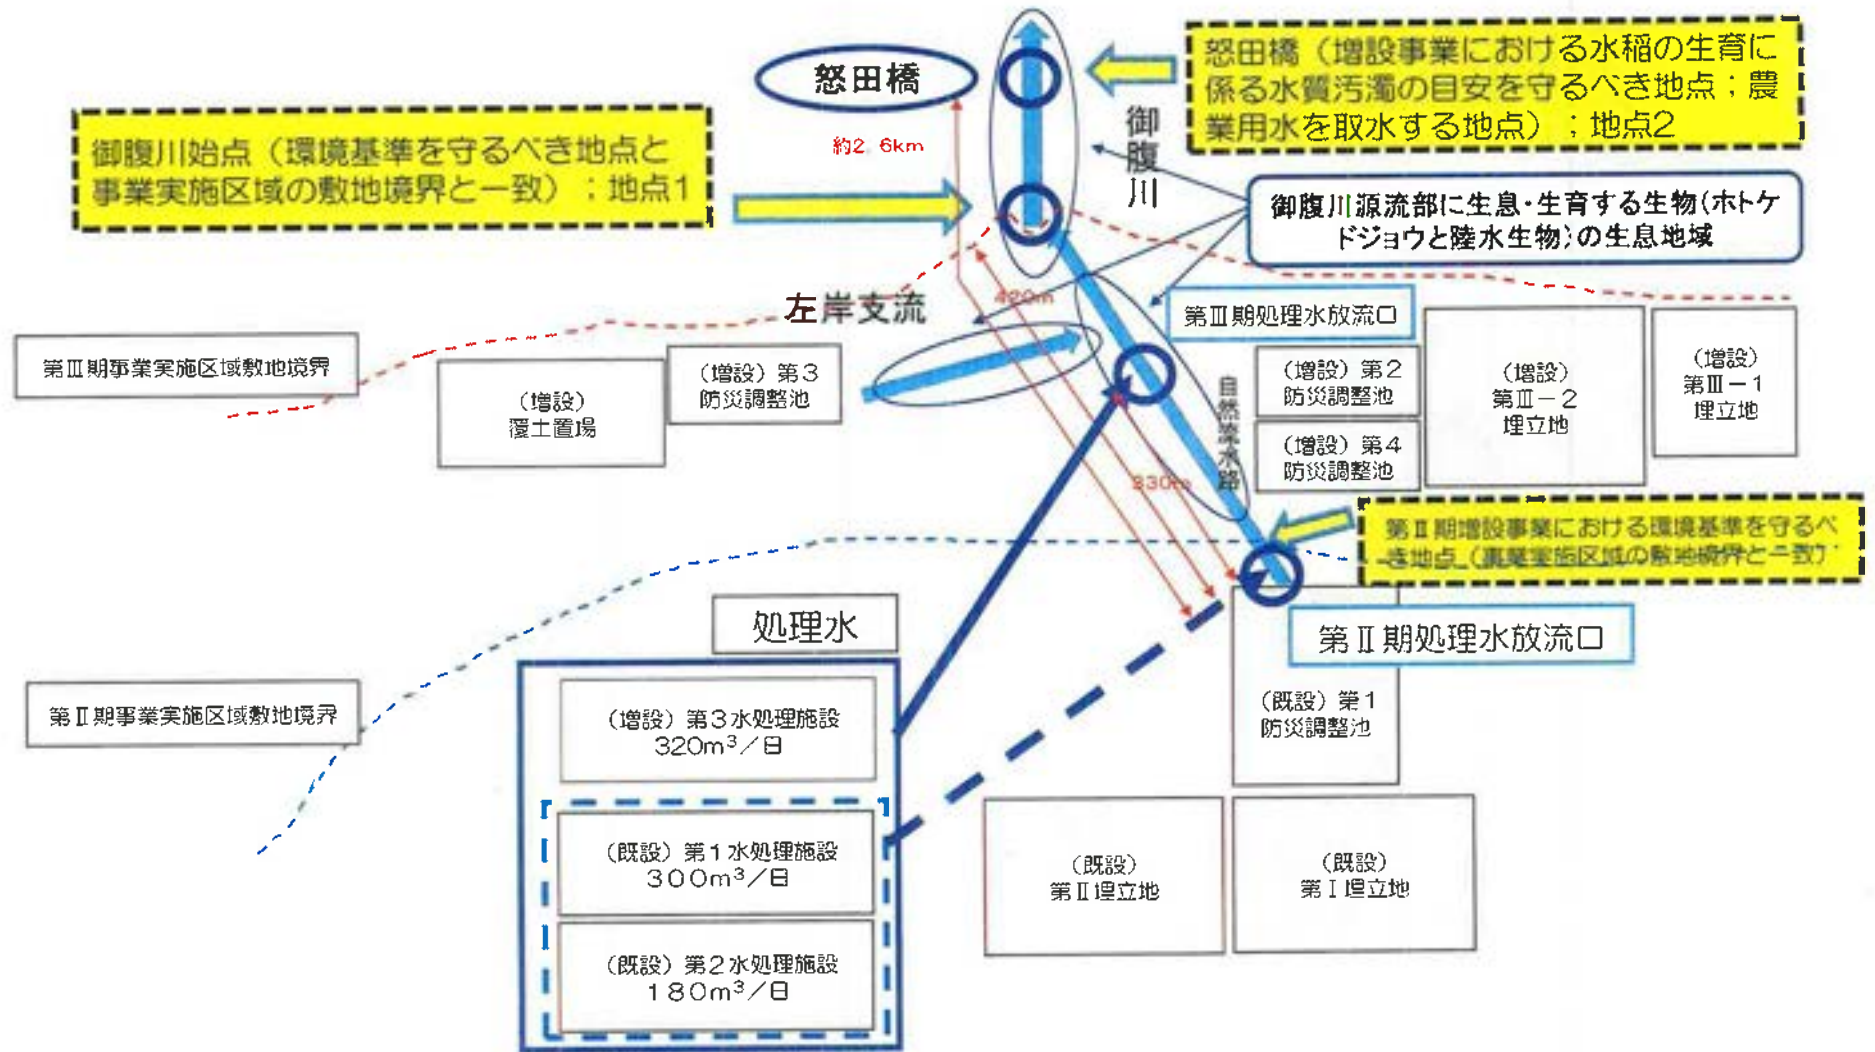 怒田橋
怒田橋（増設事業における水稲の生育に
係る水質汚濁の目安を守るべき地点；農
業用水を取水する地点）；地点2
御腹川始点（環境基準を守るべき地点と
事業実施区域の敷地境界と一致）；地点1
約2.6km
御腹川
御腹川源流部に生息・生育する生物（ホトケ
ドジョウと陸水生物）の生息地域
左岸支流
420m
第Ⅲ期処理水放流口
第Ⅲ期事業実施区域敷地境界
（増設）
覆土置場
（増設）第3
防災調整池
自然流水路
（増設）第2
防災調整池
（増設）第4
防災調整池
（増設）
第Ⅲ－2
埋立地
（増設）
第Ⅲ－1
埋立地
330m
第Ⅱ期増設事業における環境基準を守るべ
き地点（事業実施区域の敷地境界と一致）
処理水
第Ⅱ期処理水放流口
第Ⅱ期事業実施区域敷地境界
（増設）第3水処理施設
320m³／日
（既設）第1水処理施設
300m³／日
（既設）第2水処理施設
180m³／日
（既設）第1
防災調整池
（既設）
第Ⅱ埋立地
（既設）
第Ⅰ埋立地